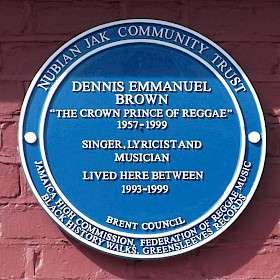 NUBIAN JAK COMMUNITY TRUST
DENNIS EMMANUEL
BROWN
"THE CROWN PRINCE OF REGGAE"
1957-1999
SINGER, LYRICIST AND
MUSICIAN
LIVED HERE BETWEEN
1993-1999
BRENT COUNCIL
JAMAICA HIGH COMMISSION, FEDERATION OF REGGAE MUSIC
BLACK HISTORY WALKS, GREENSLEEVES RECORDS